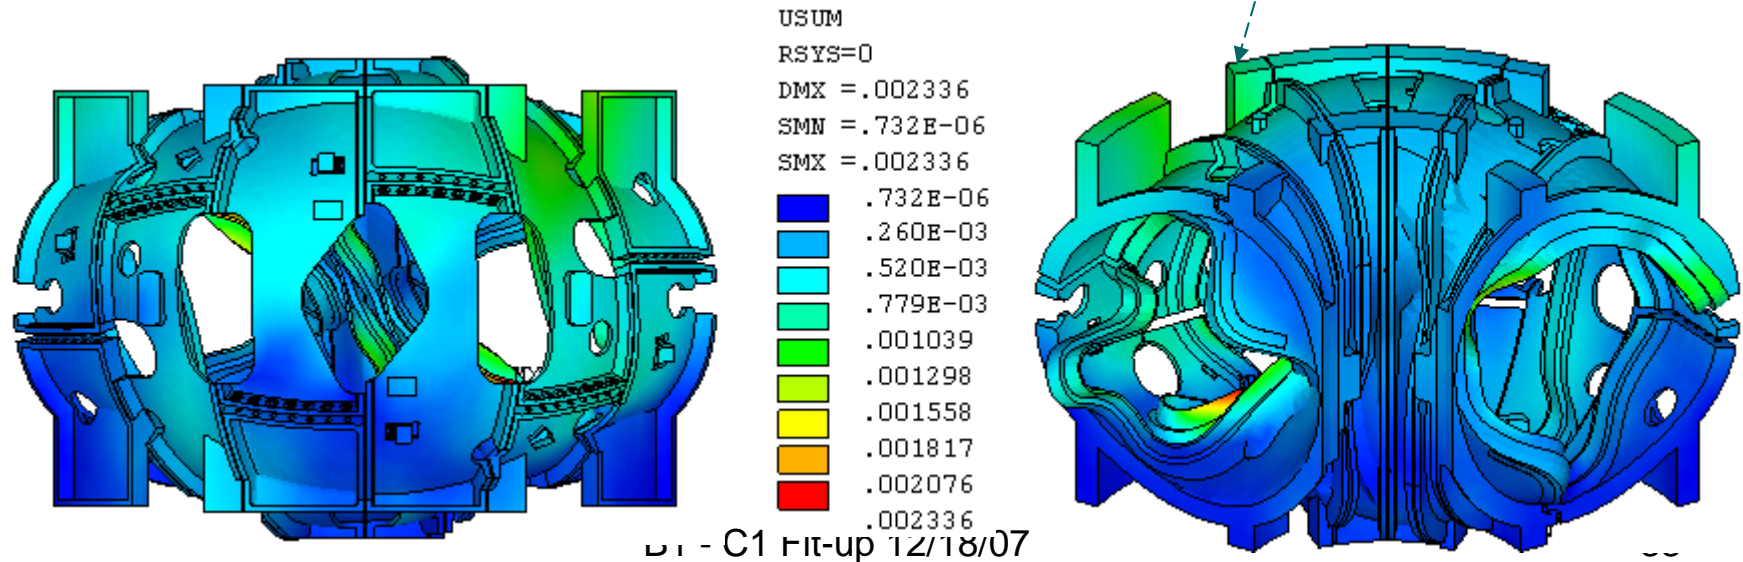 USUM
RSYS=0
DMX =.002336
SMN =.732E-06
SMX =.002336
.732E-06
.260E-03
.520E-03
.779E-03
.001039
.001298
.001558
.001817
.002076
.002336
B1 - C1 Fit-up 12/18/07